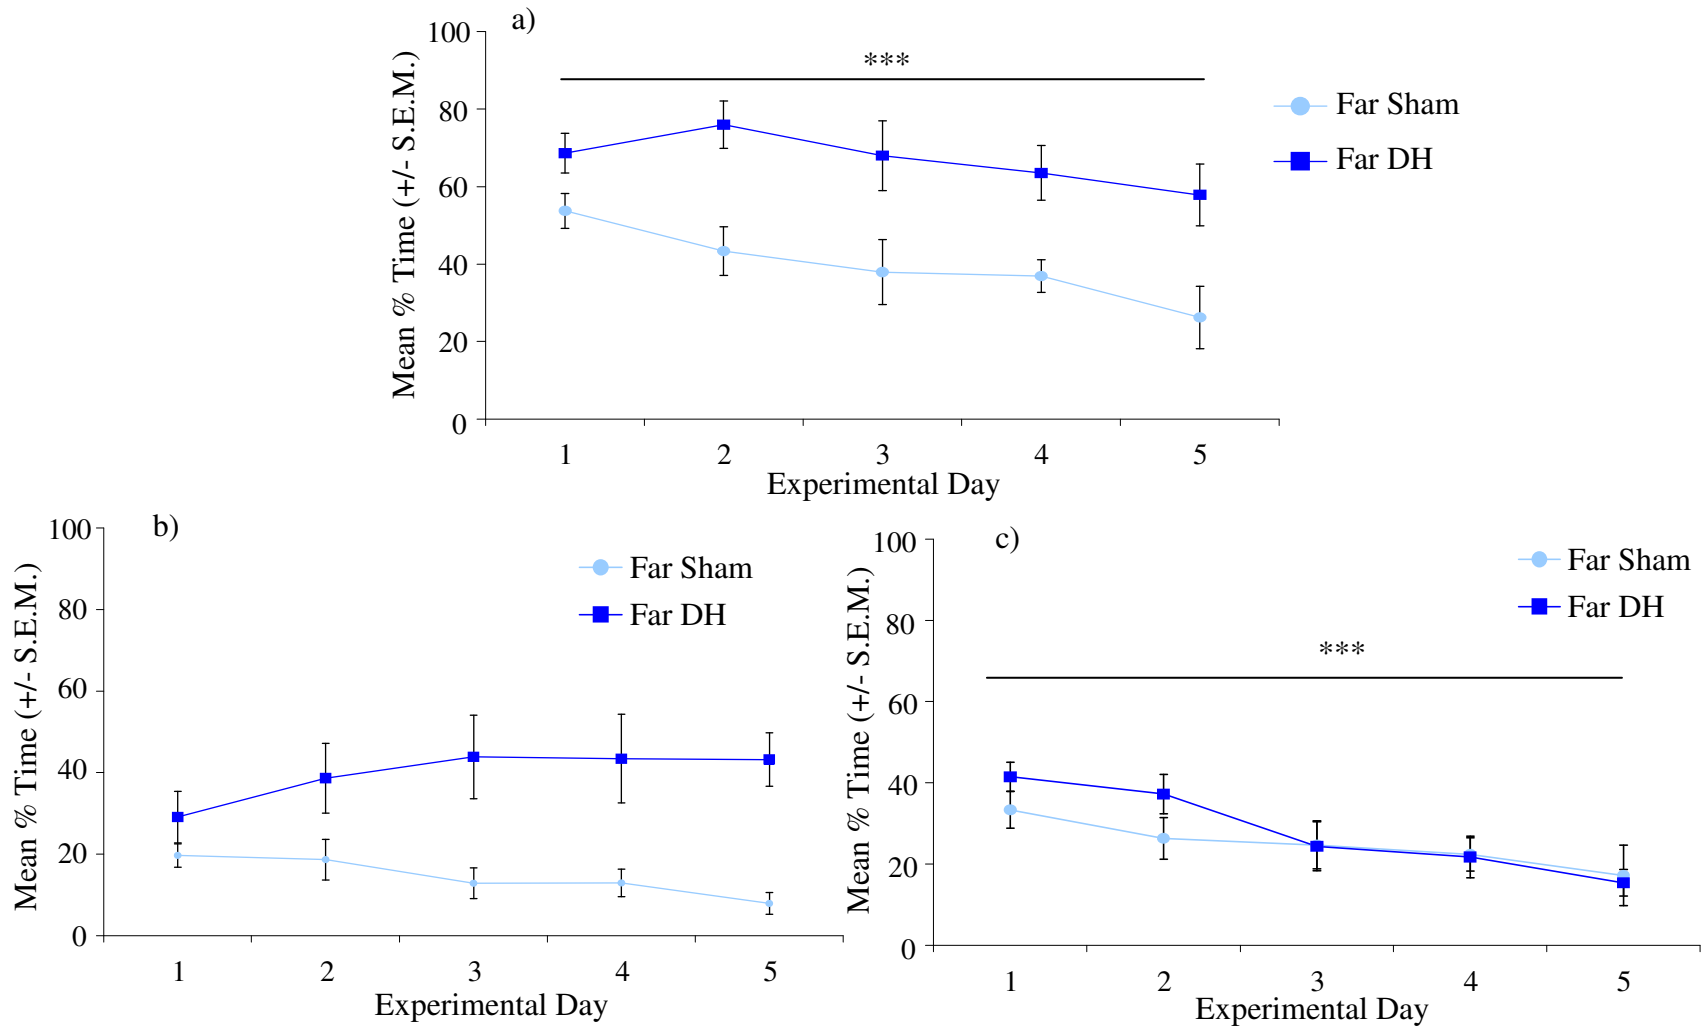 a)
Mean % Time (+/- S.E.M.)
100
80
60
40
20
0
***
1 2 3 4 5
Experimental Day
Far Sham
Far DH
b)
Mean % Time (+/- S.E.M.)
100
80
60
40
20
0
Far Sham
Far DH
1 2 3 4 5
Experimental Day
c)
Mean % Time (+/- S.E.M.)
100
80
60
40
20
0
Far Sham
Far DH
***
1 2 3 4 5
Experimental Day